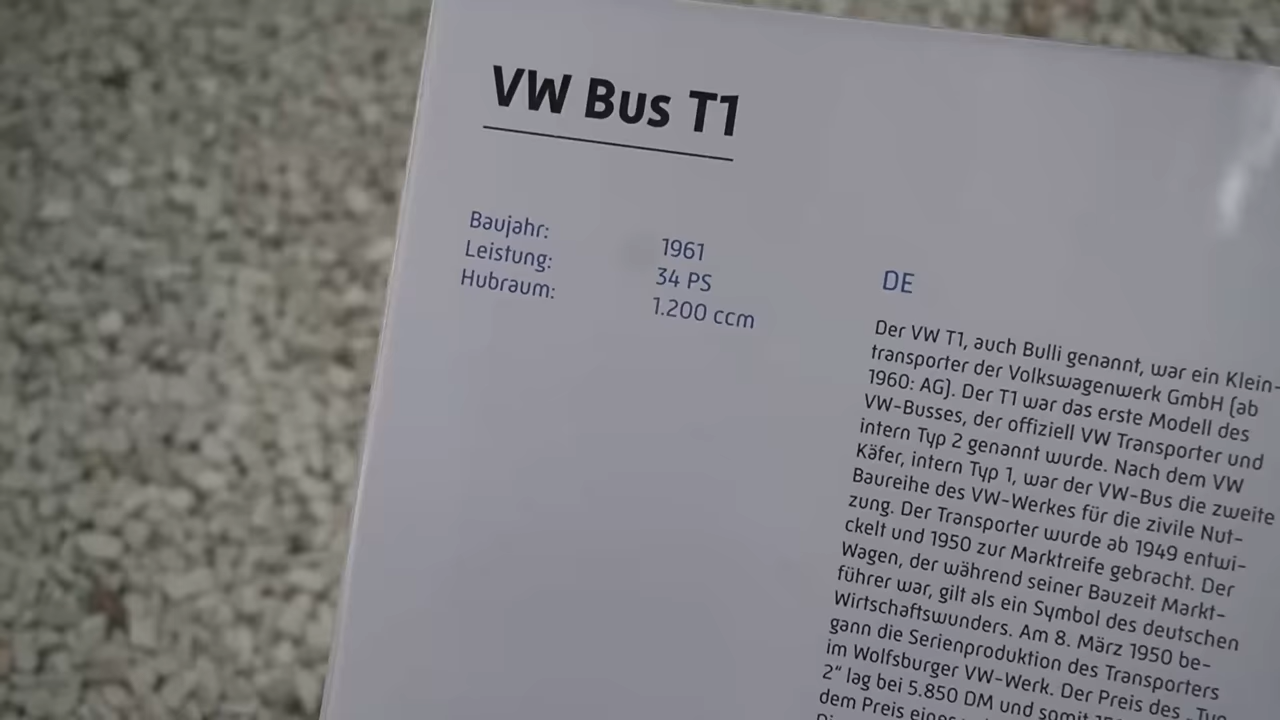 VW Bus T1
Baujahr: 1961
Leistung: 34 PS
Hubraum: 1.200 ccm
DE
Der VW T1, auch Bulli genannt, war ein Klein-
transporter der Volkswagenwerk GmbH (ab
1960: AG). Der T1 war das erste Modell des
VW-Busses, der offiziell VW Transporter und
intern Typ 2 genannt wurde. Nach dem VW
Käfer, intern Typ 1, war der VW-Bus die zweite
Baureihe des VW-Werkes für die zivile Nut-
zung. Der Transporter wurde ab 1949 entwi-
ckelt und 1950 zur Marktreife gebracht. Der
Wagen, der während seiner Bauzeit Markt-
führer war, gilt als ein Symbol des deutschen
Wirtschaftswunders. Am 8. März 1950 be-
gann die Serienproduktion des Transporters
im Wolfsburger VW-Werk. Der Preis des
2“ lag bei 5.850 DM und somit
dem Preis